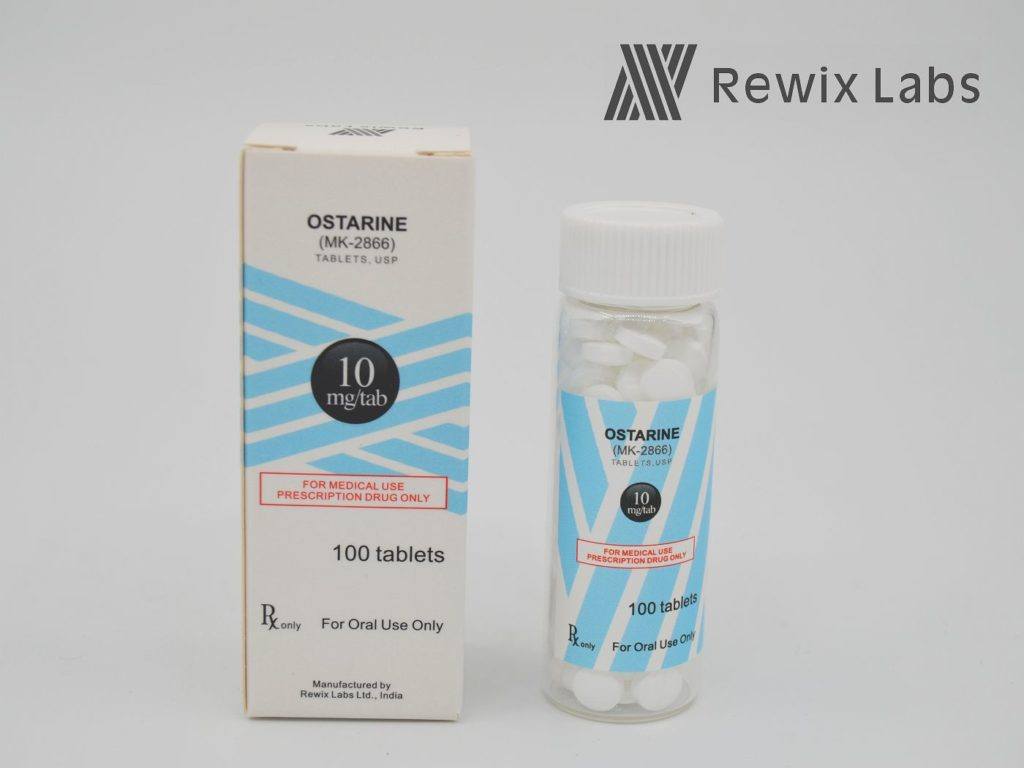 Rewix Labs
OSTARINE
(MK-2866)
TABLETS, USP
10
mg/tab
FOR MEDICAL USE
PRESCRIPTION DRUG ONLY
100 tablets
Rx only
For Oral Use Only
Manufactured by
Rewix Labs Ltd., India
OSTARINE
(MK-2866)
TABLETS, USP
10
mg/tab
FOR MEDICAL USE
PRESCRIPTION DRUG ONLY
100 tablets
Rx only
For Oral Use Only